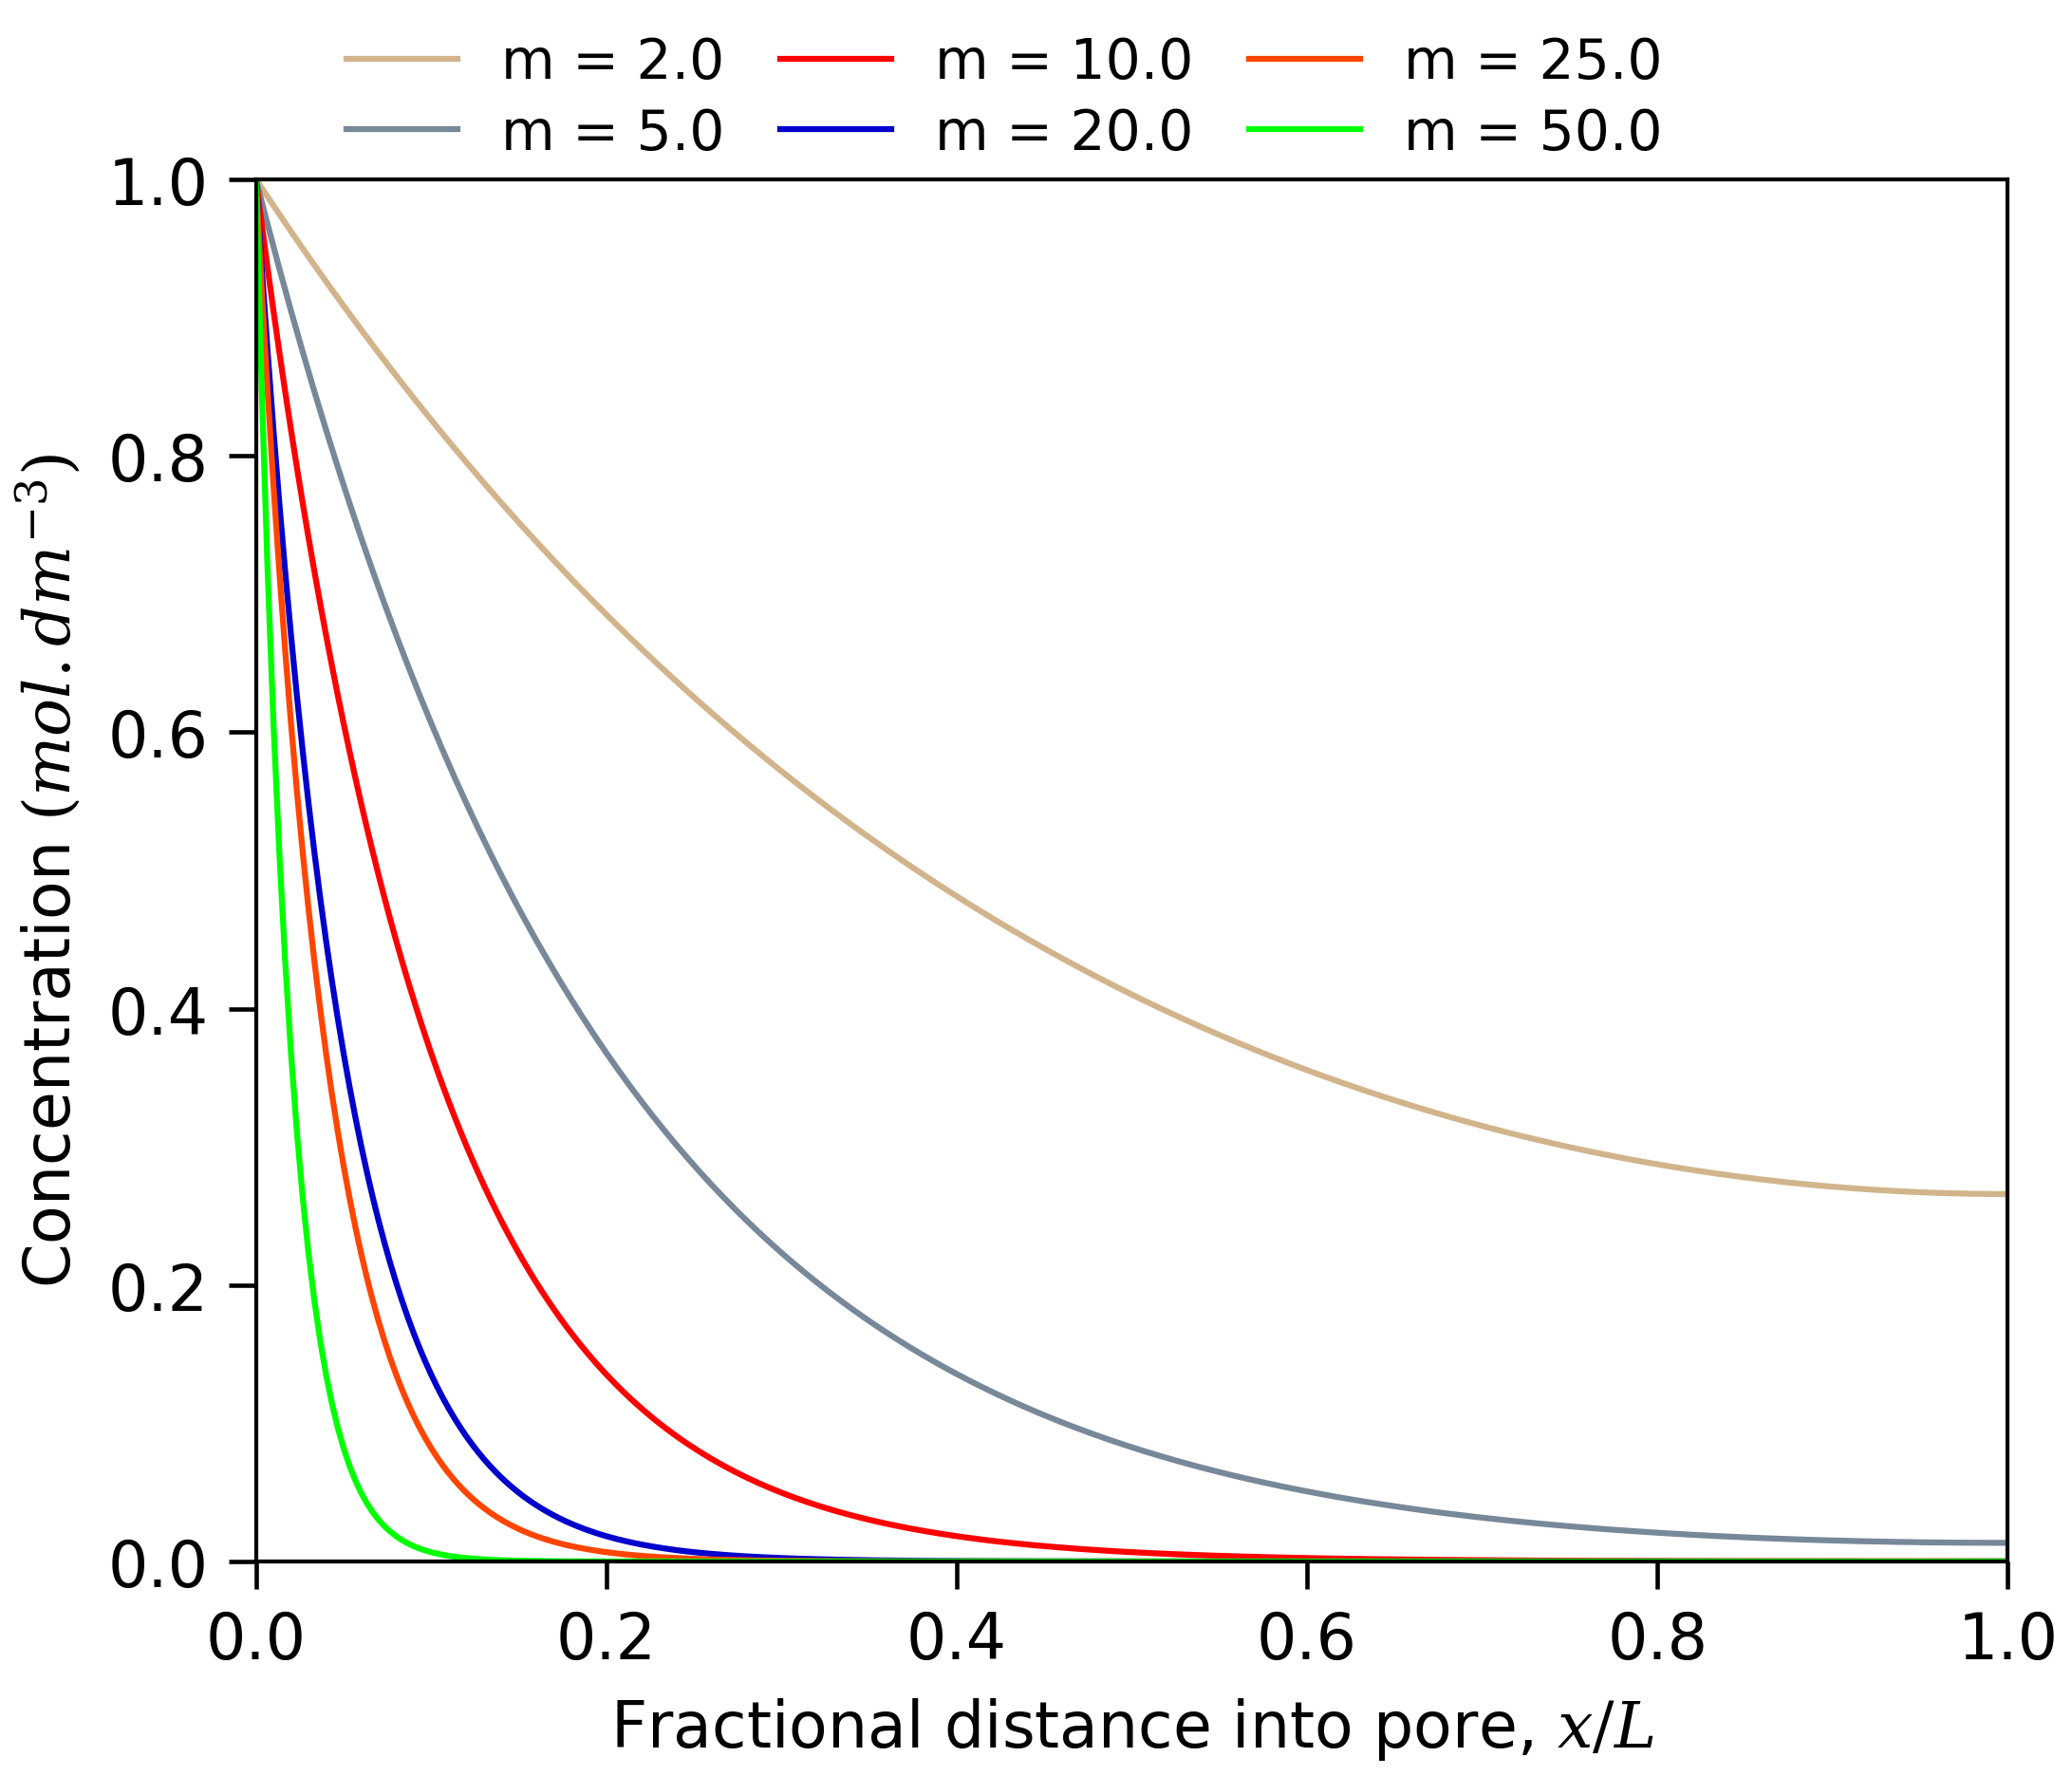 m = 2.0 m = 10.0 m = 25.0
m = 5.0 m = 20.0 m = 50.0
1.0
0.8
0.6
0.4
0.2
0.0
Concentration (mol.dm⁻³)
0.0 0.2 0.4 0.6 0.8 1.0
Fractional distance into pore, x/L